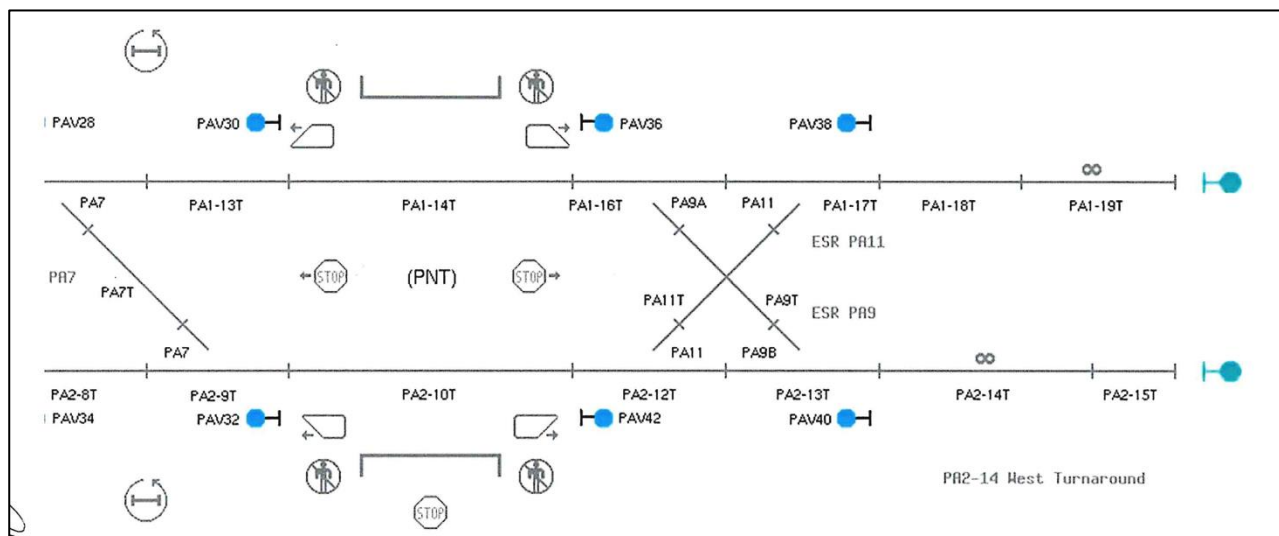 PAV28
PAV30
PAV36
PAV38
PA7
PA1-13T
PA1-14T
PA1-16T
PA9A
PA11
PA1-17T
PA1-18T
PA1-19T
ESR PA11
PA7
STOP
(PNT)
STOP
PA7T
PA11T
PA9T
ESR PA9
PA7
PA11
PA9B
PA2-8T
PA2-9T
PA2-10T
PA2-12T
PA2-13T
PA2-14T
PA2-15T
PAV34
PAV32
PAV42
PAV40
PA2-14 West Turnaround
STOP